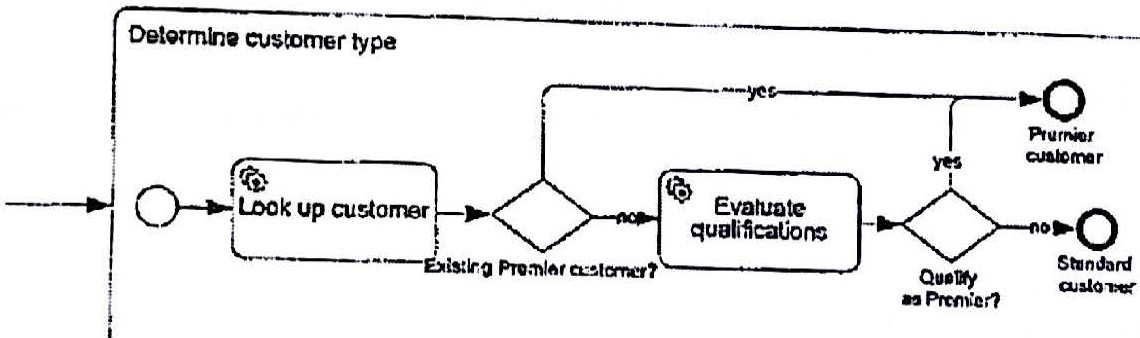 Determine customer type
yes
Premier
customer
yes
Look up customer
no
Evaluate
qualifications
no
Existing Premier customer?
Qualify
as Premier?
Standard
customer